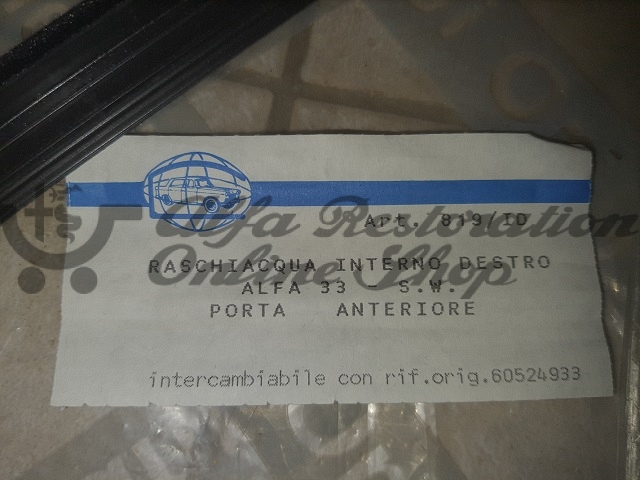 Art. 819/ID
Alfa Restoration
Online Shop
RASCHIACQUA INTERNO DESTRO
ALFA 33 - S.W.
PORTA ANTERIORE
intercambiabile con rif.orig.60524933